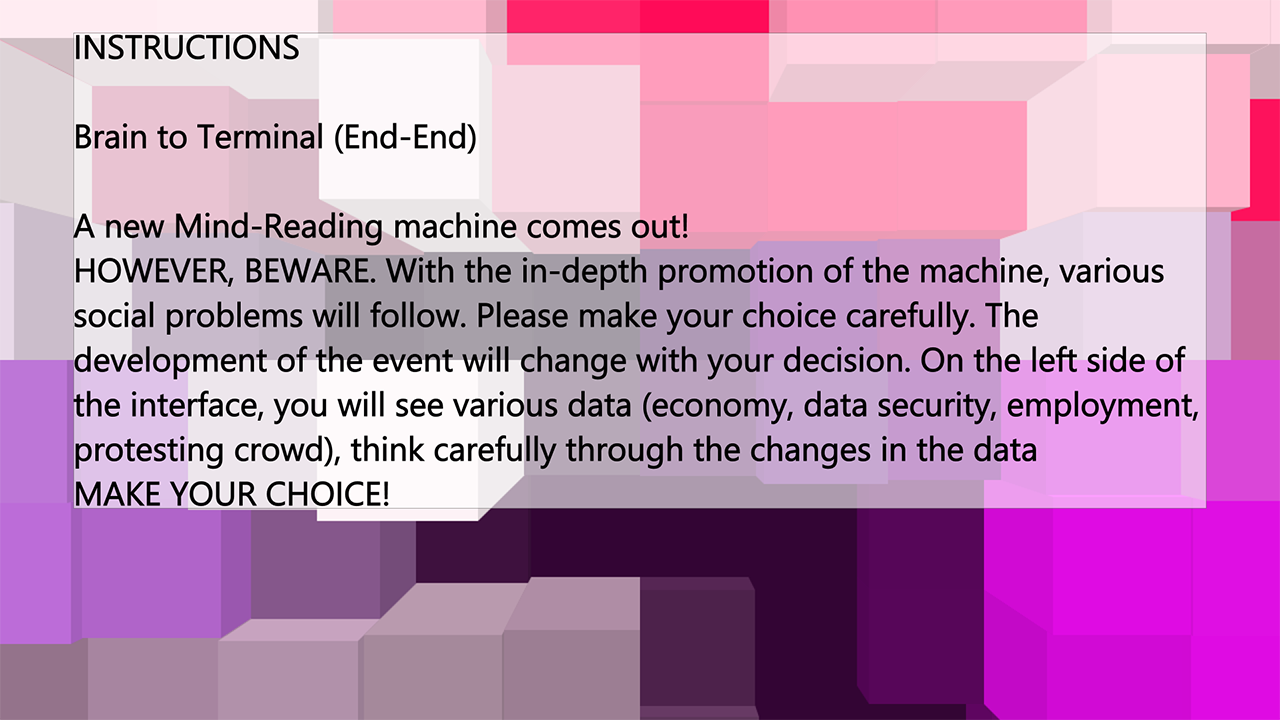 INSTRUCTIONS
Brain to Terminal (End-End)
A new Mind-Reading machine comes out!
HOWEVER, BEWARE. With the in-depth promotion of the machine, various
social problems will follow. Please make your choice carefully. The
development of the event will change with your decision. On the left side of
the interface, you will see various data (economy, data security, employment,
protesting crowd), think carefully through the changes in the data
MAKE YOUR CHOICE!